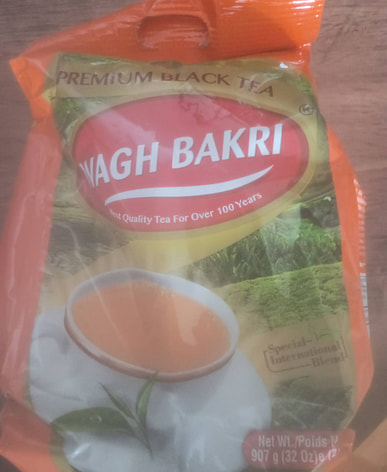 PREMIUM BLACK TEA
WAGH BAKRI
Quality Tea For Over 100 Years
Special
International
Blend
Net Wt./Poids
907 g (32 Oz) e